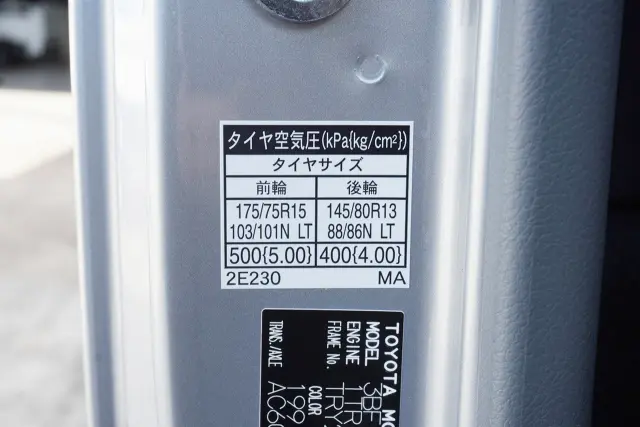 タイヤ空気圧(kPa{kg/cm²})
タイヤサイズ
前輪 後輪
175/75R15 145/80R13
103/101N LT 88/86N LT
500{5.00} 400{4.00}
2E230 MA
TOYOTA
MODEL
ENGINE
FRAME No.
COLOR
TRANS./AXLE